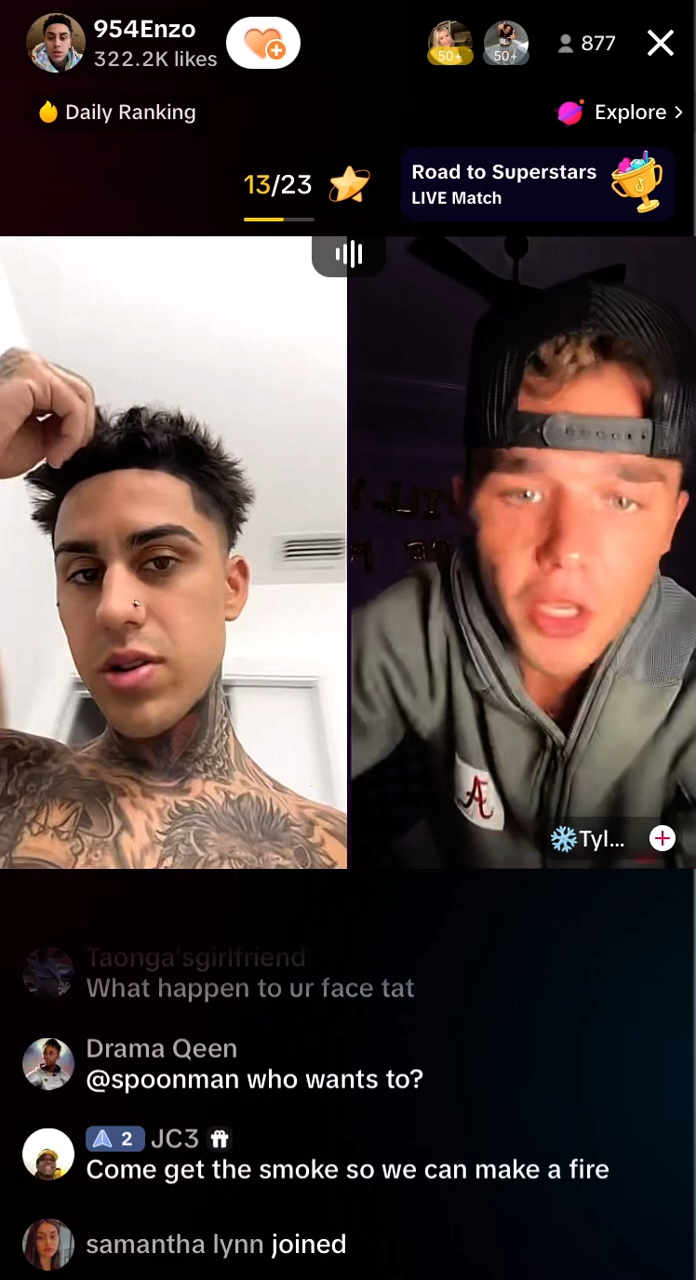 954Enzo
322.2K likes
50+
50+
877
Daily Ranking
Explore
13/23
Road to Superstars
LIVE Match
A
Tyl...
Taonga'sgirlfriend
What happen to ur face tat
Drama Qeen
@spoonman who wants to?
2 JC3
Come get the smoke so we can make a fire
samantha lynn joined